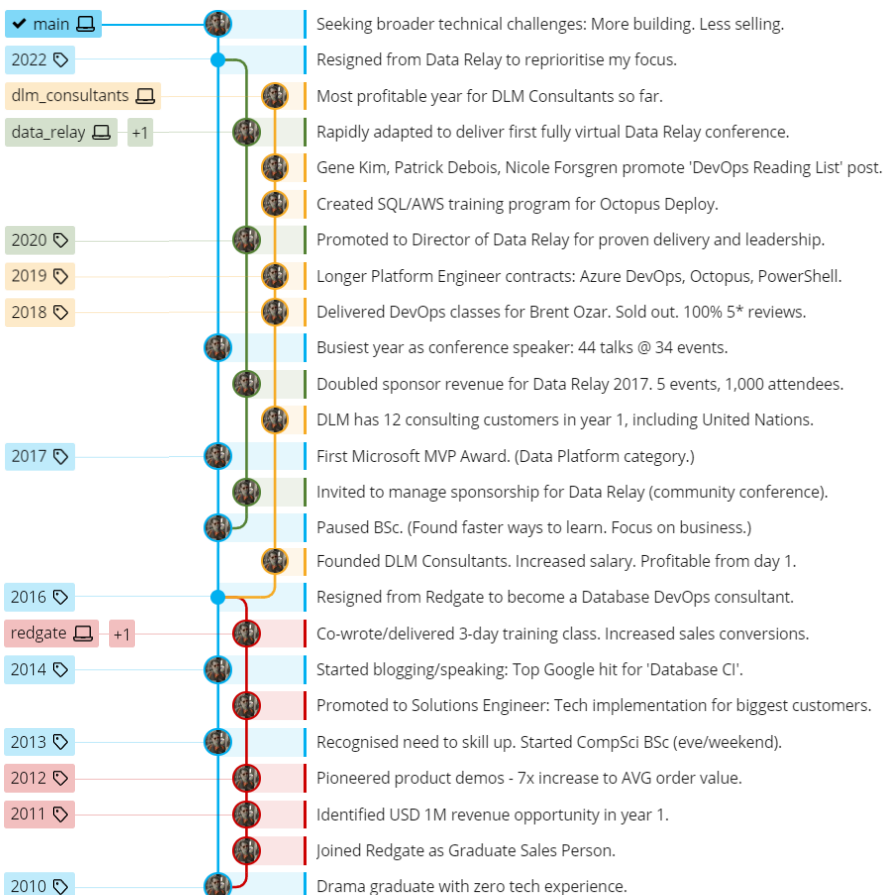 main Seeking broader technical challenges: More building. Less selling.
2022 Resigned from Data Relay to reprioritise my focus.
dlm_consultants Most profitable year for DLM Consultants so far.
data_relay +1 Rapidly adapted to deliver first fully virtual Data Relay conference.
Gene Kim, Patrick Debois, Nicole Forsgren promote 'DevOps Reading List' post.
Created SQL/AWS training program for Octopus Deploy.
2020 Promoted to Director of Data Relay for proven delivery and leadership.
2019 Longer Platform Engineer contracts: Azure DevOps, Octopus, PowerShell.
2018 Delivered DevOps classes for Brent Ozar. Sold out. 100% 5* reviews.
Busiest year as conference speaker: 44 talks @ 34 events.
Doubled sponsor revenue for Data Relay 2017. 5 events, 1,000 attendees.
DLM has 12 consulting customers in year 1, including United Nations.
2017 First Microsoft MVP Award. (Data Platform category.)
Invited to manage sponsorship for Data Relay (community conference).
Paused BSc. (Found faster ways to learn. Focus on business.)
Founded DLM Consultants. Increased salary. Profitable from day 1.
2016 Resigned from Redgate to become a Database DevOps consultant.
redgate +1 Co-wrote/delivered 3-day training class. Increased sales conversions.
2014 Started blogging/speaking: Top Google hit for 'Database CI'.
Promoted to Solutions Engineer: Tech implementation for biggest customers.
2013 Recognised need to skill up. Started CompSci BSc (eve/weekend).
2012 Pioneered product demos - 7x increase to AVG order value.
2011 Identified USD 1M revenue opportunity in year 1.
Joined Redgate as Graduate Sales Person.
2010 Drama graduate with zero tech experience.